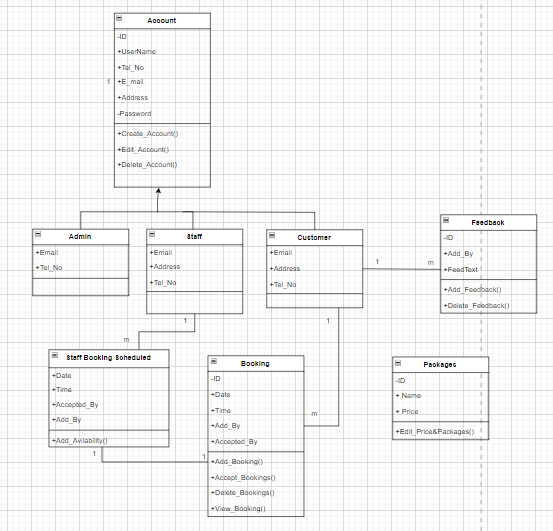 Account
-ID
+UserName
+Tel_No
1
+E_mail
+Address
-Password
+Create_Account()
+Edit_Account()
+Delete_Account()
Admin
+Email
+Tel_No
Staff
+Email
+Address
+Tel_No
1
Customer
+Email
+Address
+Tel_No
1
m
1
Feedback
-ID
+Add_By
+FeedText
+Add_Feedback()
+Delete_Feedback()
m
Staff Booking Scheduled
+Date
+Time
+Accepted_By
+Add_By
+Add_Avilability()
1
1
Booking
-ID
+Date
+Time
+Add_By
+Accepted_By
+Add_Booking()
+Accept_Bookings()
+Delete_Bookings()
+View_Booking()
m
Packages
-ID
+ Name
+ Price
+Edit_Price&Packages()